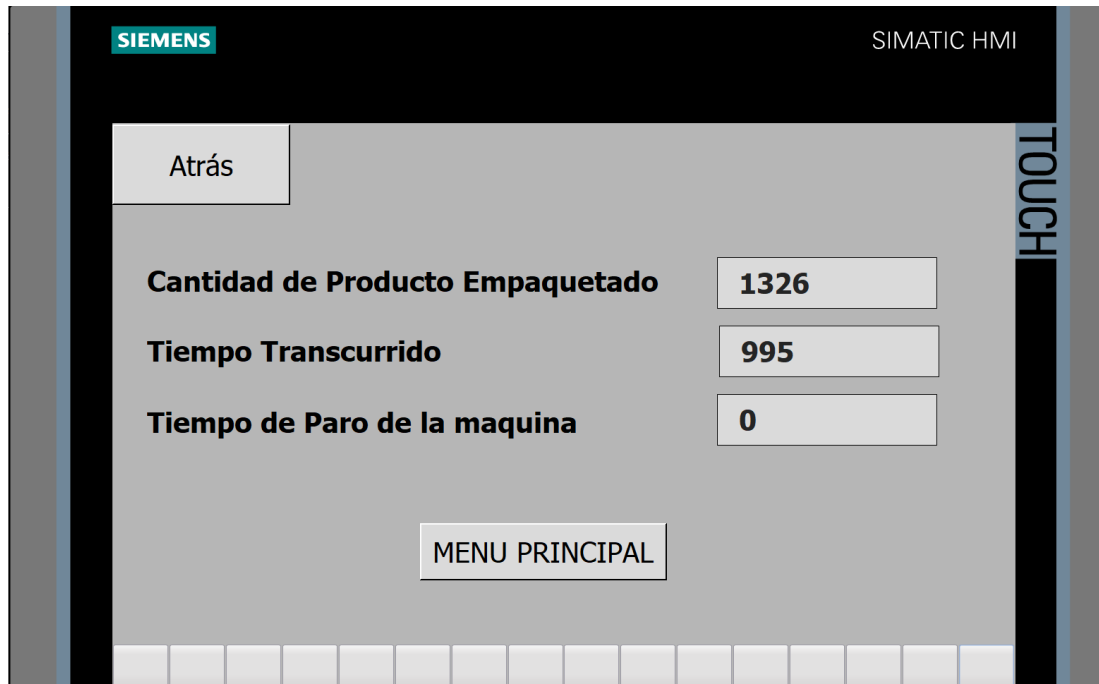 SIEMENS
SIMATIC HMI
TOUCH
Atrás
Cantidad de Producto Empaquetado 1326
Tiempo Transcurrido 995
Tiempo de Paro de la maquina 0
MENU PRINCIPAL